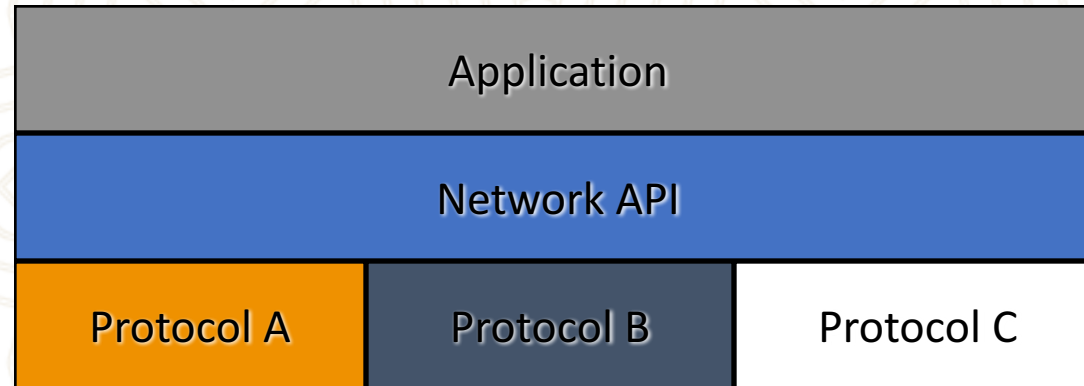 Application
Network API
Protocol A
Protocol B
Protocol C